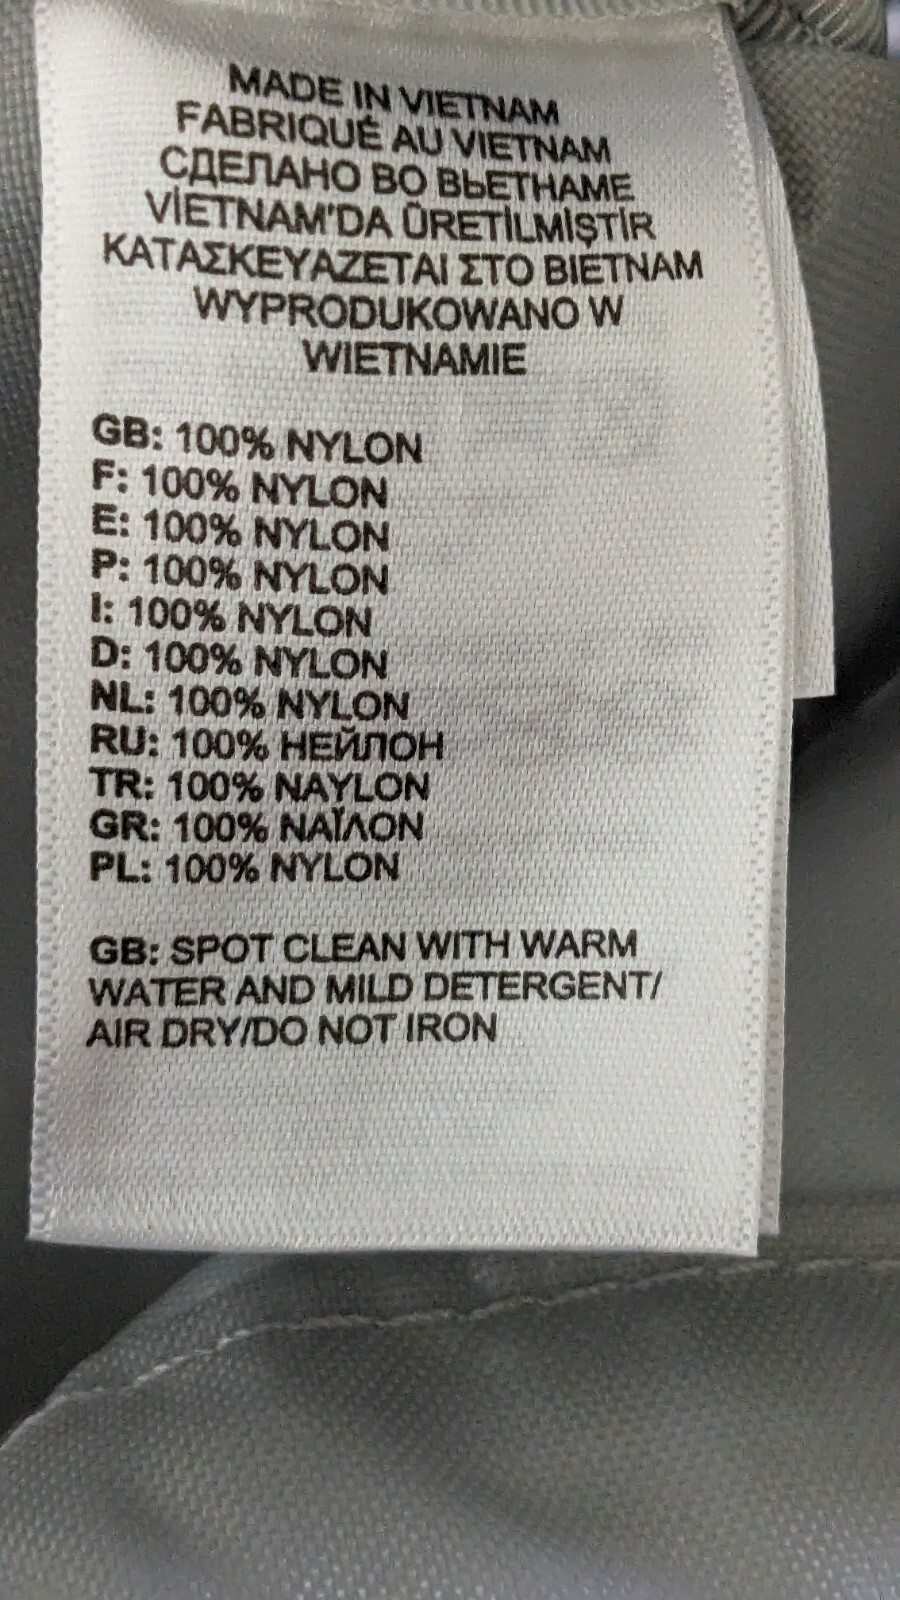 MADE IN VIETNAM
FABRIQUÉ AU VIETNAM
СДЕЛАНО ВО ВЬЕТНАМЕ
VİETNAM'DA ÜRETİLMİŞTİR
ΚΑΤΑΣΚΕΥΑΖΕΤΑΙ ΣΤΟ ΒΙΕΤΝΑΜ
WYPRODUKOWANO W
WIETNAMIE
GB: 100% NYLON
F: 100% NYLON
E: 100% NYLON
P: 100% NYLON
I: 100% NYLON
D: 100% NYLON
NL: 100% NYLON
RU: 100% НЕЙЛОН
TR: 100% NAYLON
GR: 100% ΝΑΪΛΟΝ
PL: 100% NYLON
GB: SPOT CLEAN WITH WARM
WATER AND MILD DETERGENT/
AIR DRY/DO NOT IRON